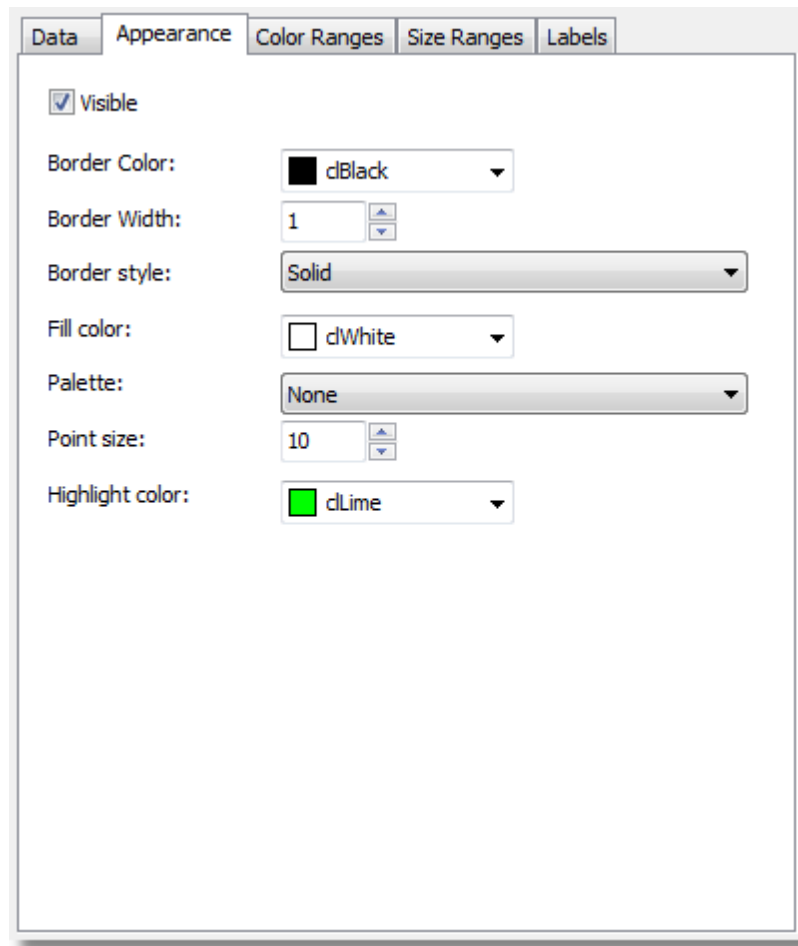 Data Appearance Color Ranges Size Ranges Labels
Visible
Border Color: clBlack
Border Width: 1
Border style: Solid
Fill color: clWhite
Palette: None
Point size: 10
Highlight color: clLime